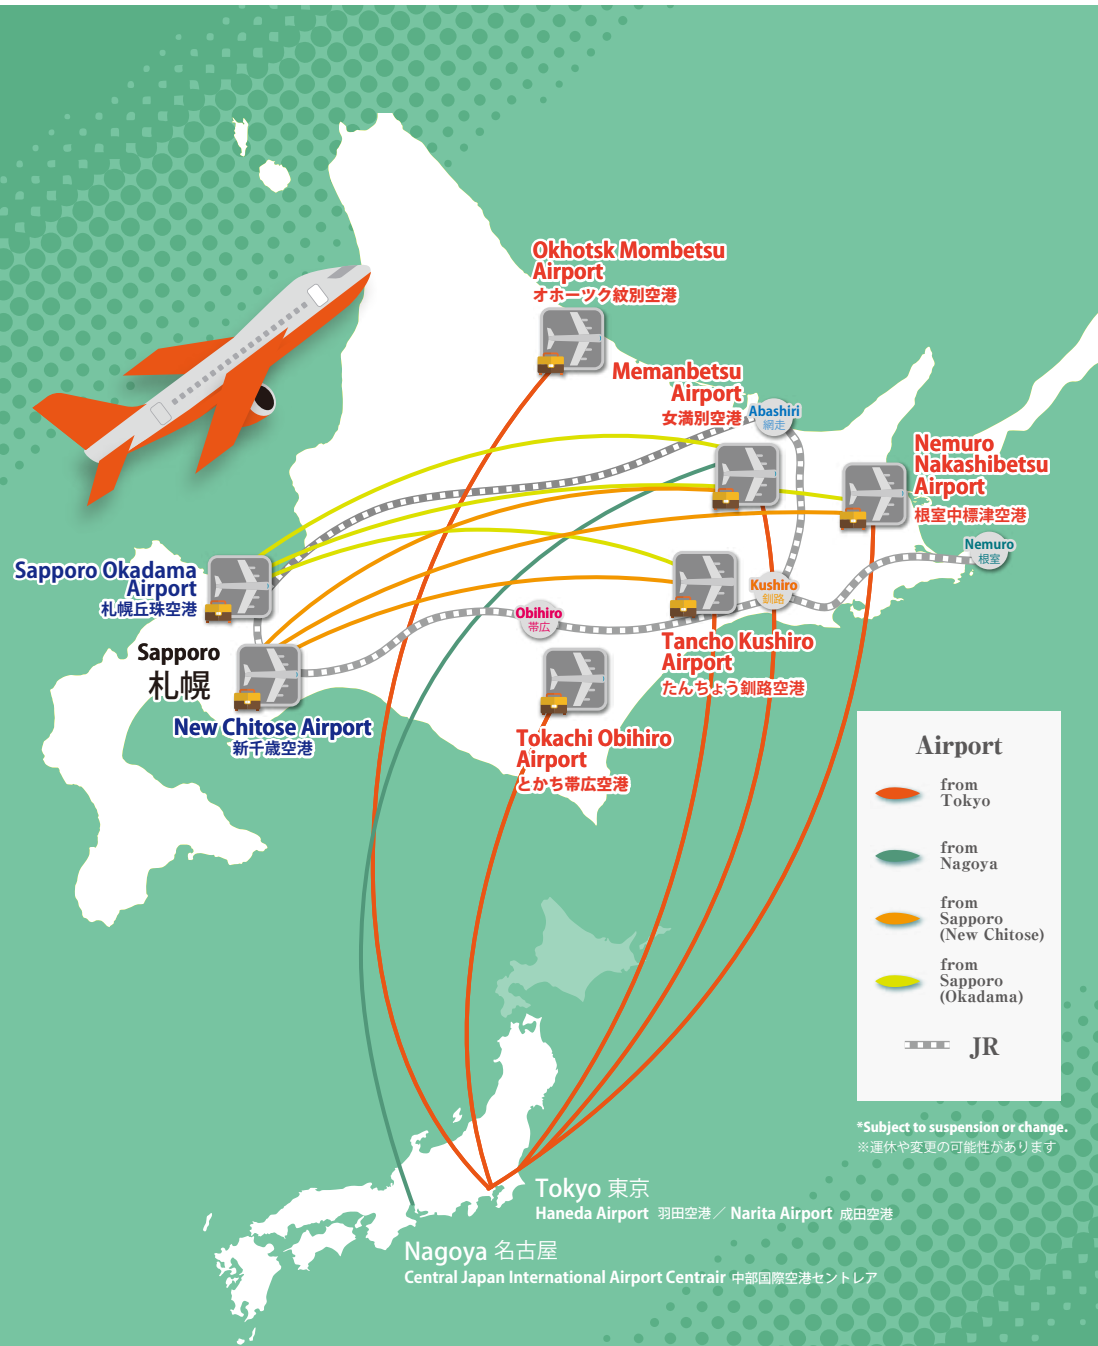 Okhotsk Mombetsu
Airport
オホーツク紋別空港
Memanbetsu
Airport
女満別空港
Abashiri
網走
Nemuro
Nakashibetsu
Airport
根室中標津空港
Nemuro
根室
Sapporo Okadama
Airport
札幌丘珠空港
Kushiro
釧路
Obihiro
帯広
Sapporo
札幌
Tancho Kushiro
Airport
たんちょう釧路空港
New Chitose Airport
新千歳空港
Tokachi Obihiro
Airport
とかち帯広空港
Airport
from
Tokyo
from
Nagoya
from
Sapporo
(New Chitose)
from
Sapporo
(Okadama)
JR
*Subject to suspension or change.
※運休や変更の可能性があります
Tokyo 東京
Haneda Airport 羽田空港／ Narita Airport 成田空港
Nagoya 名古屋
Central Japan International Airport Centrair 中部国際空港セントレア